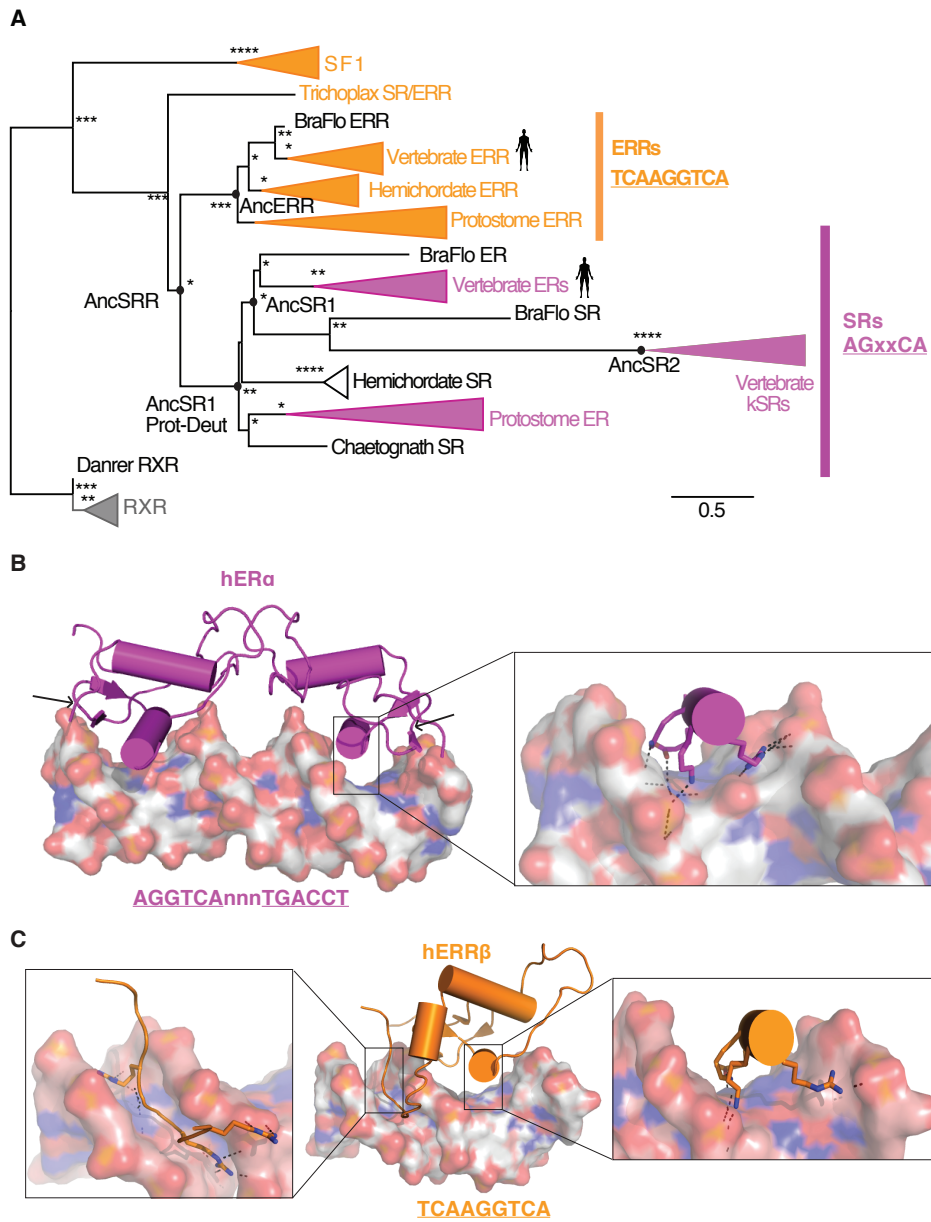 A
****
SF1
Trichoplax SR/ERR
BraFlo ERR
**
***
*
Vertebrate ERR
*
ERRs
TCAAGGTCA
*
Hemichordate ERR
***
***
AncERR
Protostome ERR
BraFlo ER
*
**
Vertebrate ERs
*
AncSRR
*
AncSR1
BraFlo SR
**
****
SRs
AGxxCA
AncSR2
****
Hemichordate SR
Vertebrate
kSRs
AncSR1
Prot-Deut
**
*
*
Protostome ER
Chaetognath SR
Danrer RXR
***
**
RXR
0.5
B
hERα
AGGTCAnnnTGACCT
C
hERRβ
TCAAGGTCA